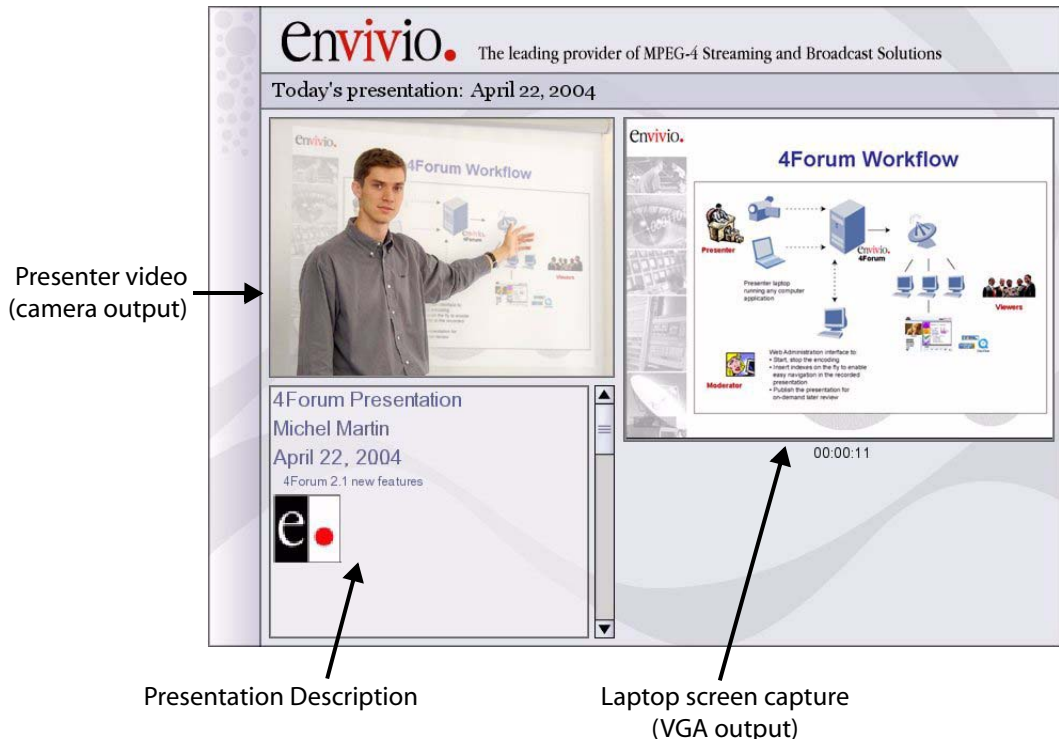 envivio.
The leading provider of MPEG-4 Streaming and Broadcast Solutions
Today's presentation: April 22, 2004
envivio.
4Forum Workflow
envivio.
4Forum
Viewers
Presenter video
(camera output)
envivio.
4Forum Workflow
Presenter
envivio.
4Forum
Presenter laptop
running any computer
application
Viewers
Moderator
Web Administration interface to:
• Start, stop the encoding
• Insert indexes on the fly to enable
easy navigation in the recorded
presentation
• Publish the presentation for
on-demand later review
00:00:11
4Forum Presentation
Michel Martin
April 22, 2004
4Forum 2.1 new features
e.
Presentation Description
Laptop screen capture
(VGA output)